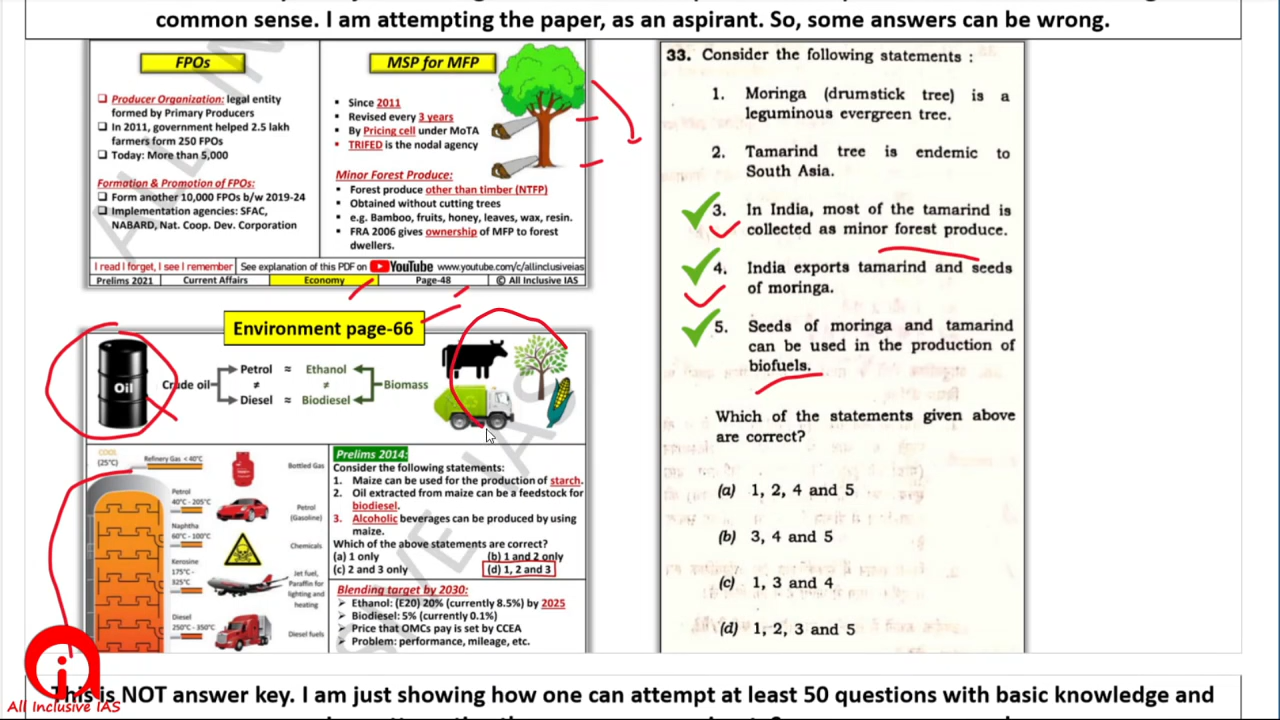 common sense. I am attempting the paper, as an aspirant. So, some answers can be wrong.
FPOs
❑ Producer Organization: legal entity
formed by Primary Producers
❑ In 2011, government helped 2.5 lakh
farmers form 250 FPOs
❑ Today: More than 5,000
Formation & Promotion of FPOs:
❑ Form another 10,000 FPOs b/w 2019-24
❑ Implementation agencies: SFAC,
NABARD, Nat. Coop. Dev. Corporation
MSP for MFP
▪ Since 2011
▪ Revised every 3 years
▪ By Pricing cell under MoTA
▪ TRIFED is the nodal agency
Minor Forest Produce:
▪ Forest produce other than timber (NTFP)
▪ Obtained without cutting trees
▪ e.g. Bamboo, fruits, honey, leaves, wax, resin.
▪ FRA 2006 gives ownership of MFP to forest
dwellers.
I read I forget, I see I remember See explanation of this PDF on YouTube www.youtube.com/c/allinclusiveias
Prelims 2021 Current Affairs Economy Page-48 © All Inclusive IAS
Environment page-66
Oil
Crude oil
Petrol ≈ Ethanol
≠ ≠
Diesel ≈ Biodiesel
Biomass
COOL
(25°C)
Refinery Gas < 40°C
Bottled Gas
Petrol
40°C - 205°C
Petrol
(Gasoline)
Naphtha
60°C - 100°C
Chemicals
Kerosine
175°C -
325°C
Jet fuel,
Paraffin for
lighting and
heating
Diesel
250°C - 350°C
Diesel fuels
Prelims 2014:
Consider the following statements:
1. Maize can be used for the production of starch.
2. Oil extracted from maize can be a feedstock for
biodiesel.
3. Alcoholic beverages can be produced by using
maize.
Which of the above statements are correct?
(a) 1 only (b) 1 and 2 only
(c) 2 and 3 only (d) 1, 2 and 3
Blending target by 2030:
➢ Ethanol: (E20) 20% (currently 8.5%) by 2025
➢ Biodiesel: 5% (currently 0.1%)
➢ Price that OMCs pay is set by CCEA
➢ Problem: performance, mileage, etc.
33. Consider the following statements :
1. Moringa (drumstick tree) is a
leguminous evergreen tree.
2. Tamarind tree is endemic to
South Asia.
3. In India, most of the tamarind is
collected as minor forest produce.
4. India exports tamarind and seeds
of moringa.
5. Seeds of moringa and tamarind
can be used in the production of
biofuels.
Which of the statements given above
are correct?
(a) 1, 2, 4 and 5
(b) 3, 4 and 5
(c) 1, 3 and 4
(d) 1, 2, 3 and 5
This is NOT answer key. I am just showing how one can attempt at least 50 questions with basic knowledge and
All Inclusive IAS